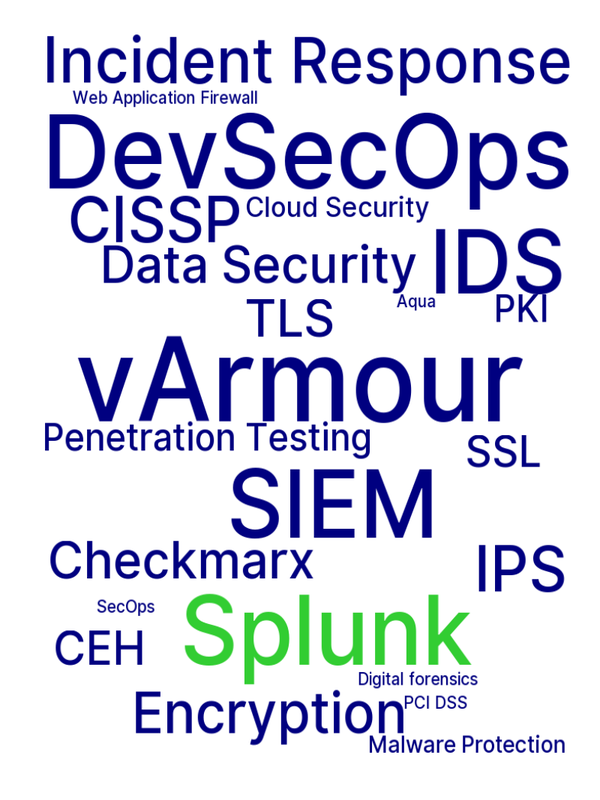 Incident Response
Web Application Firewall
DevSecOps
CISSP
Cloud Security
Data Security
IDS
Aqua
PKI
TLS
vArmour
Penetration Testing
SSL
SIEM
Checkmarx
IPS
SecOps
Splunk
CEH
Digital forensics
Encryption
PCI DSS
Malware Protection